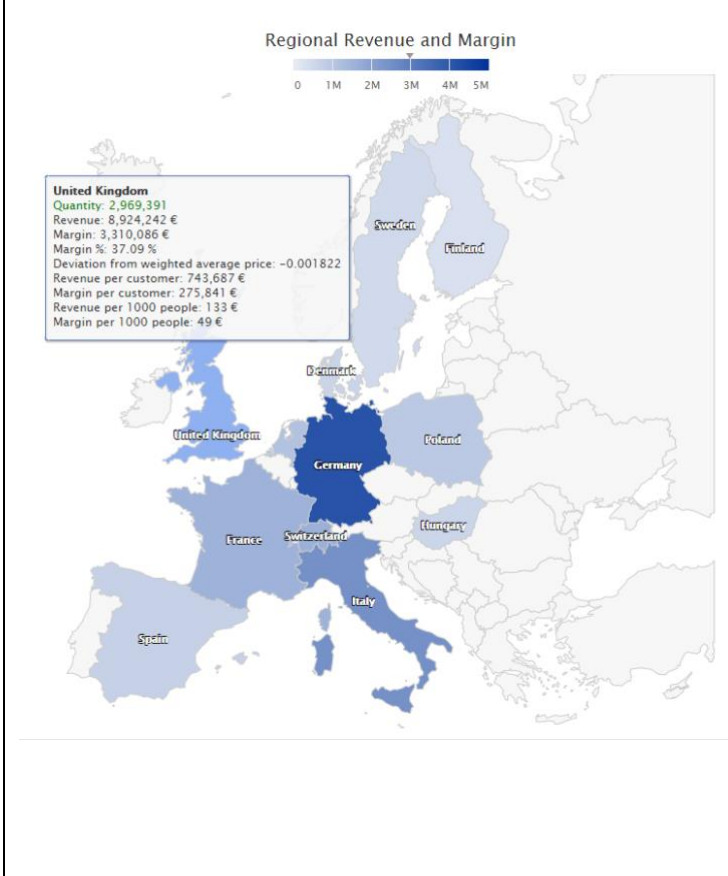 Regional Revenue and Margin
0 1M 2M 3M 4M 5M
United Kingdom
Quantity: 2,969,391
Revenue: 8,924,242 €
Margin: 3,310,086 €
Margin %: 37.09 %
Deviation from weighted average price: -0.001822
Revenue per customer: 743,687 €
Margin per customer: 275,841 €
Revenue per 1000 people: 133 €
Margin per 1000 people: 49 €
Sweden
Finland
Denmark
United Kingdom
Poland
Germany
Hungary
France
Switzerland
Italy
Spain